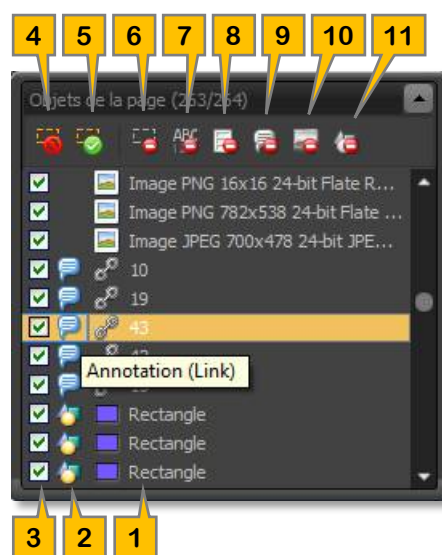 4 5 6 7 8 9 10 11
Objets de la page (263/264)
ABC
Image PNG 16x16 24-bit Flate R...
Image PNG 782x538 24-bit Flate ...
Image JPEG 700x478 24-bit JPE...
10
19
43
Annotation (Link)
Rectangle
Rectangle
Rectangle
3 2 1